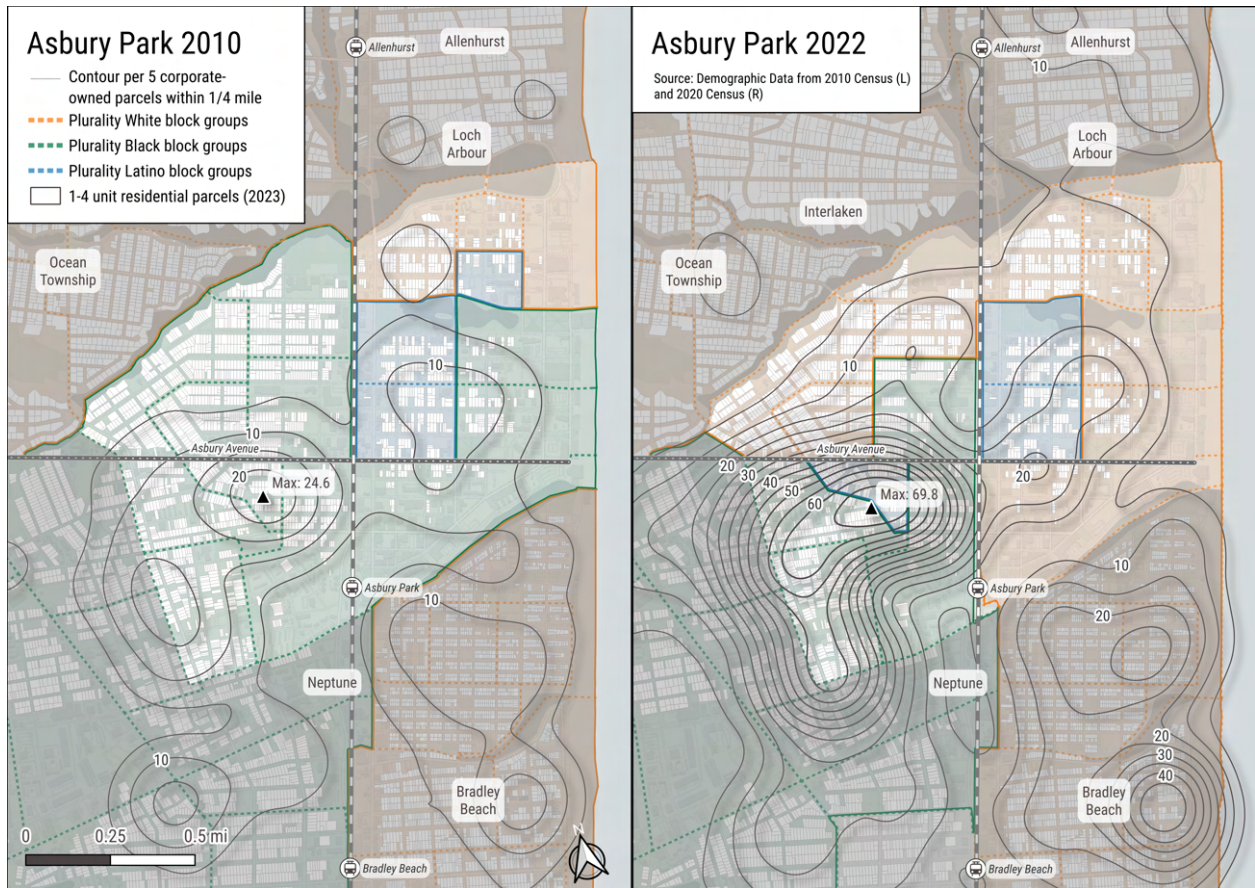 Asbury Park 2010
Contour per 5 corporate-
owned parcels within 1/4 mile
Plurality White block groups
Plurality Black block groups
Plurality Latino block groups
1-4 unit residential parcels (2023)
Allenhurst
Allenhurst
Loch
Arbour
Ocean
Township
10
10
Asbury Avenue
20
Max: 24.6
Asbury Park
10
Neptune
10
Bradley
Beach
0
0.25
0.5 mi
N
Bradley Beach
Asbury Park 2022
Source: Demographic Data from 2010 Census (L)
and 2020 Census (R)
Allenhurst
Allenhurst
10
Loch
Arbour
Interlaken
Ocean
Township
10
10
Asbury Avenue
20
30
40
50
60
20
Max: 69.8
Asbury Park
10
20
10
Neptune
20
30
40
Bradley
Beach
Bradley Beach